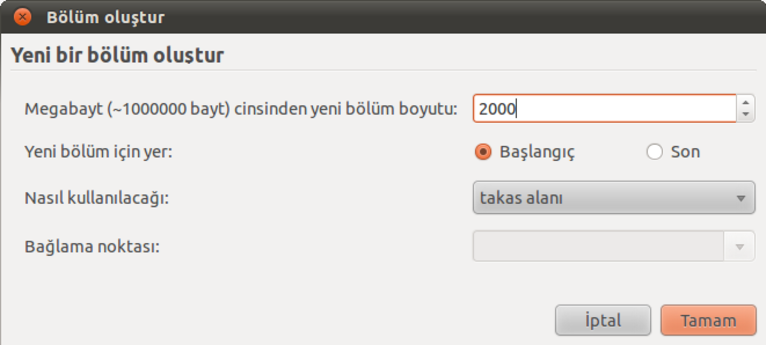 Bölüm oluştur
Yeni bir bölüm oluştur
Megabayt (~1000000 bayt) cinsinden yeni bölüm boyutu: 2000
Yeni bölüm için yer: Başlangıç Son
Nasıl kullanılacağı: takas alanı
Bağlama noktası:
İptal Tamam